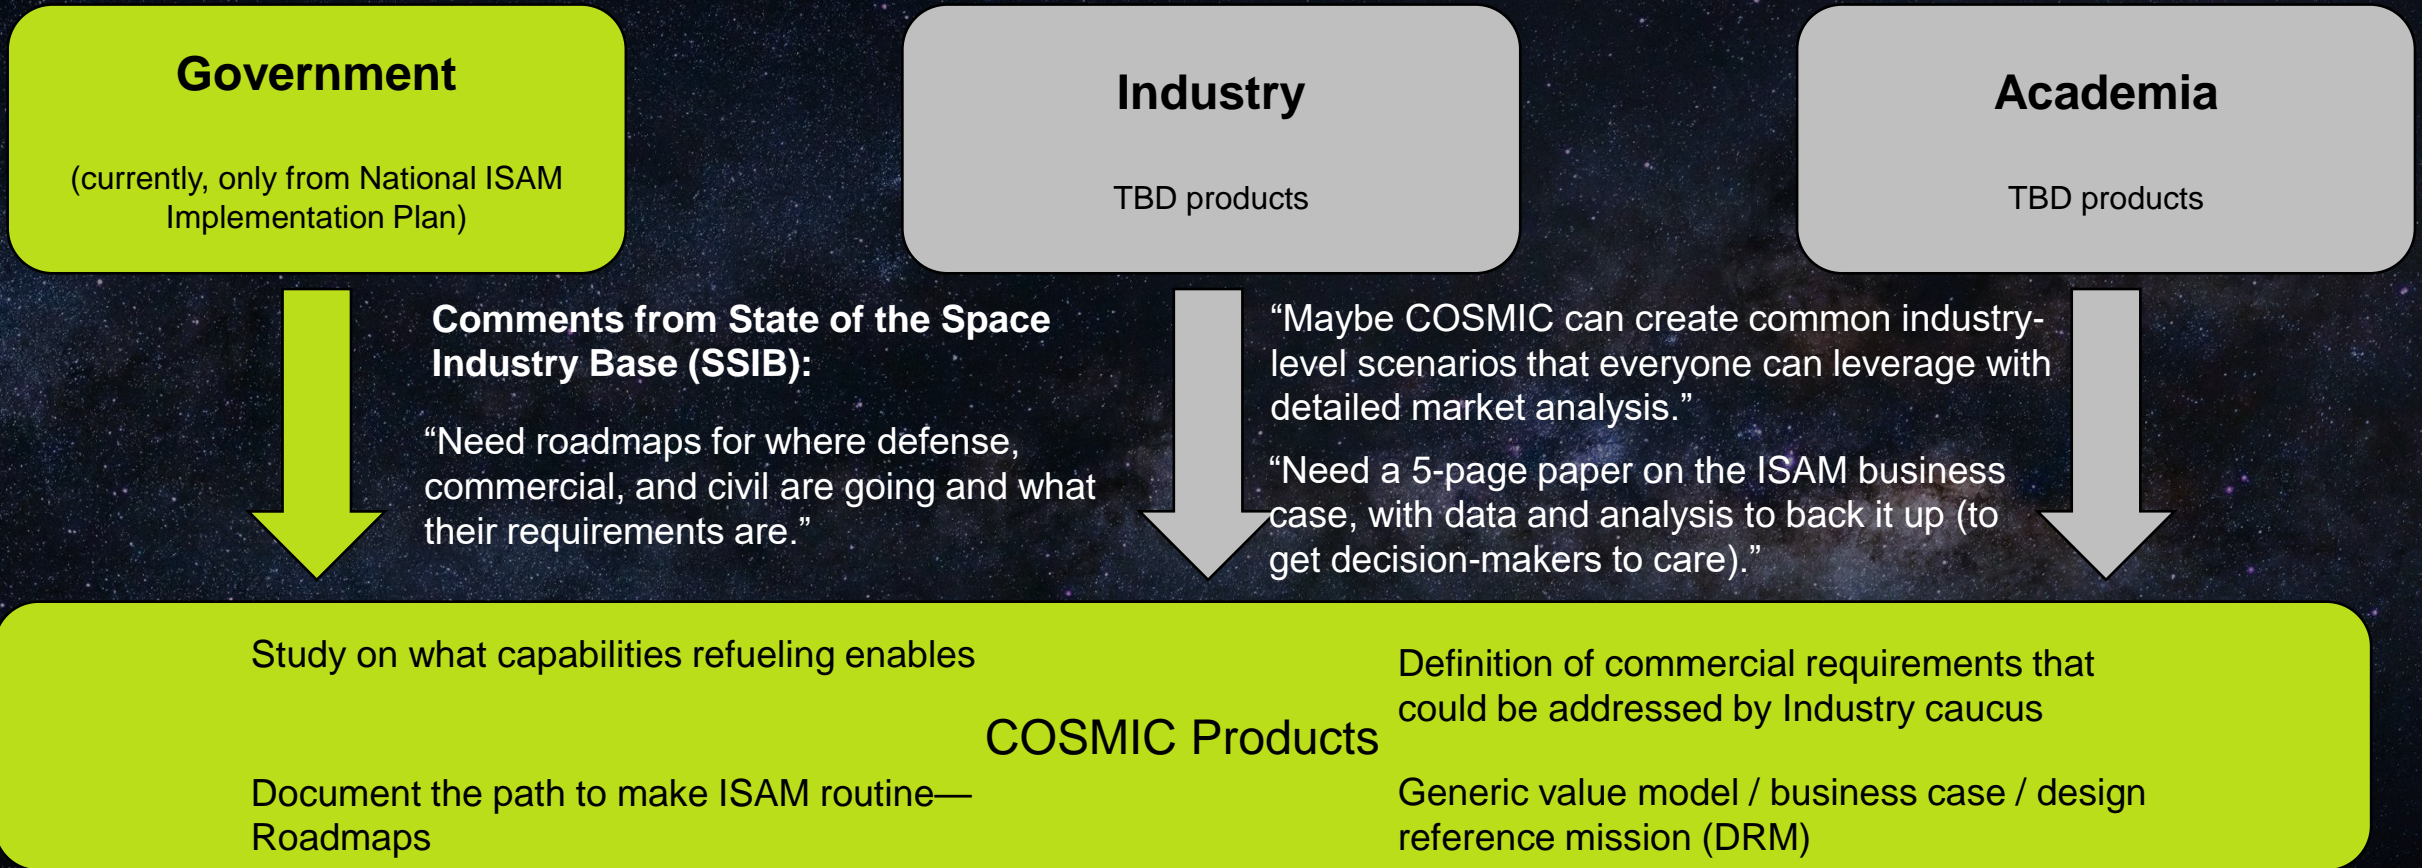 Government
(currently, only from National ISAM
Implementation Plan)
Industry
TBD products
Academia
TBD products
Comments from State of the Space
Industry Base (SSIB):
“Need roadmaps for where defense,
commercial, and civil are going and what
their requirements are.”
“Maybe COSMIC can create common industry-
level scenarios that everyone can leverage with
detailed market analysis.”
“Need a 5-page paper on the ISAM business
case, with data and analysis to back it up (to
get decision-makers to care).”
Study on what capabilities refueling enables
Document the path to make ISAM routine—
Roadmaps
COSMIC Products
Definition of commercial requirements that
could be addressed by Industry caucus
Generic value model / business case / design
reference mission (DRM)